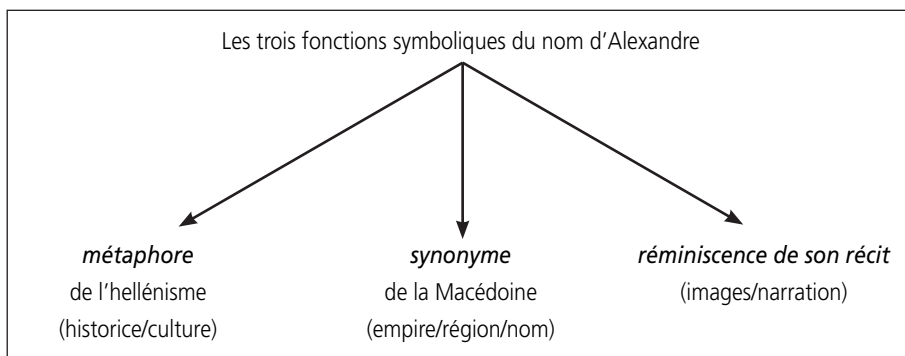 Les trois fonctions symboliques du nom d’Alexandre
métaphore
de l’hellénisme
(historice/culture)
synonyme
de la Macédoine
(empire/région/nom)
réminiscence de son récit
(images/narration)